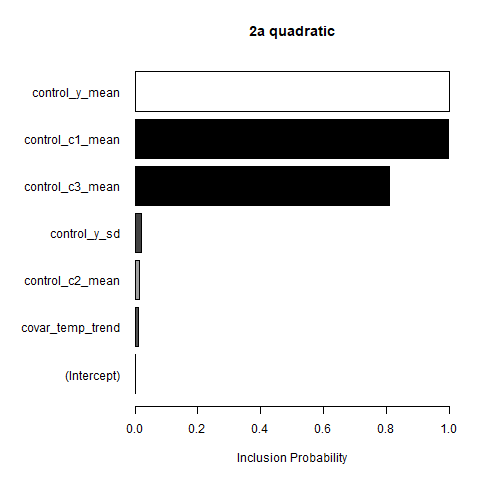 2a quadratic
control_y_mean
control_c1_mean
control_c3_mean
control_y_sd
control_c2_mean
covar_temp_trend
(Intercept)
0.0 0.2 0.4 0.6 0.8 1.0
Inclusion Probability